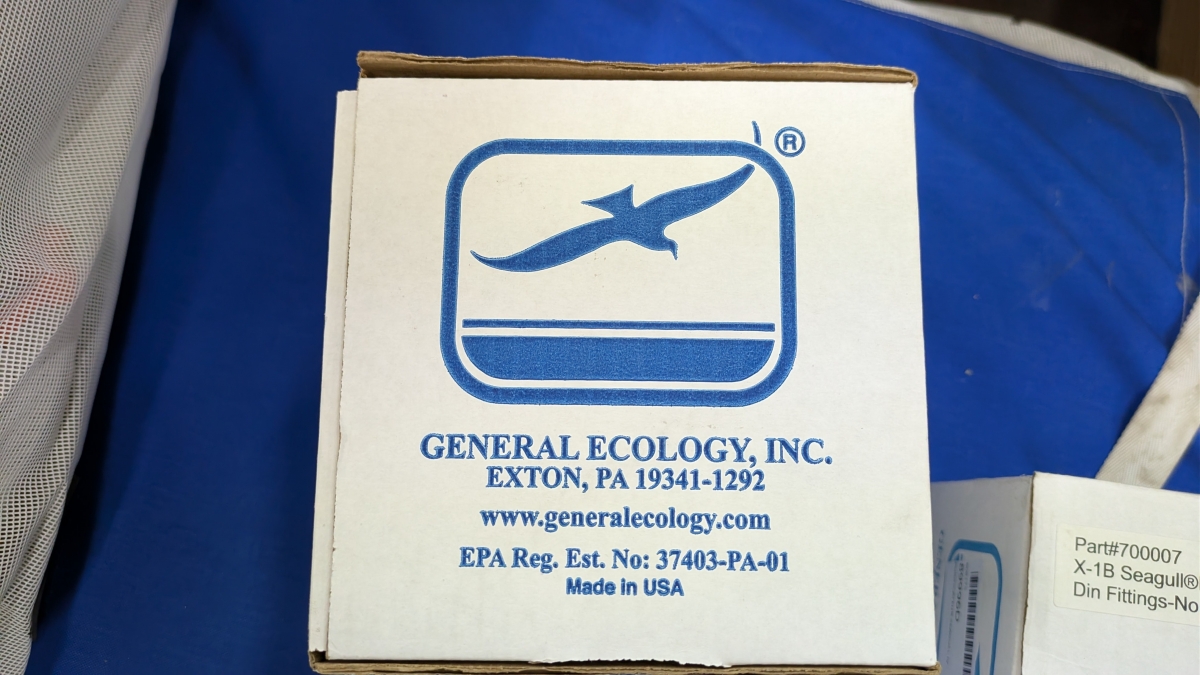 ®
GENERAL ECOLOGY, INC.
EXTON, PA 19341-1292
www.generalecology.com
EPA Reg. Est. No: 37403-PA-01
Made in USA
Part#700007
X-1B Seagull®
Din Fittings-No